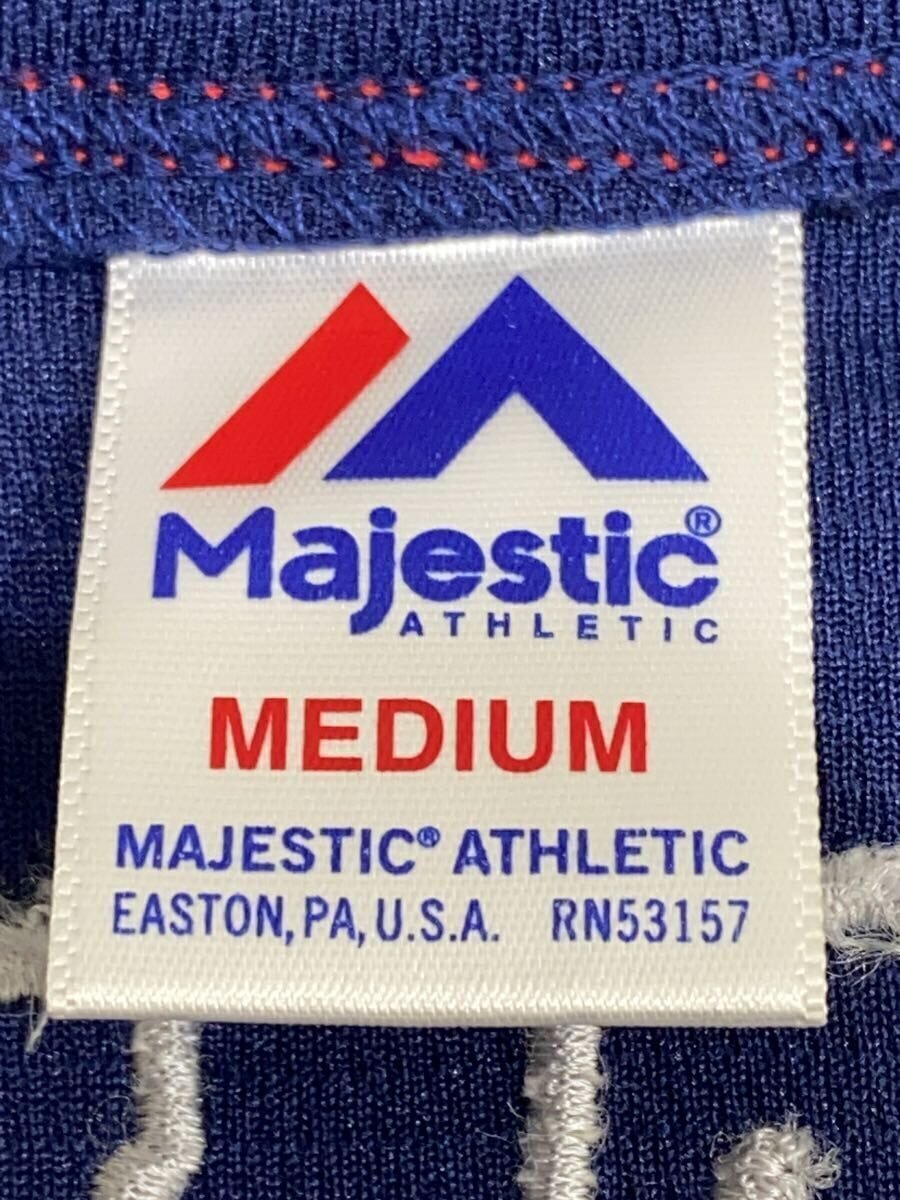 Majestic®
ATHLETIC
MEDIUM
MAJESTIC® ATHLETIC
EASTON, PA, U.S.A. RN53157